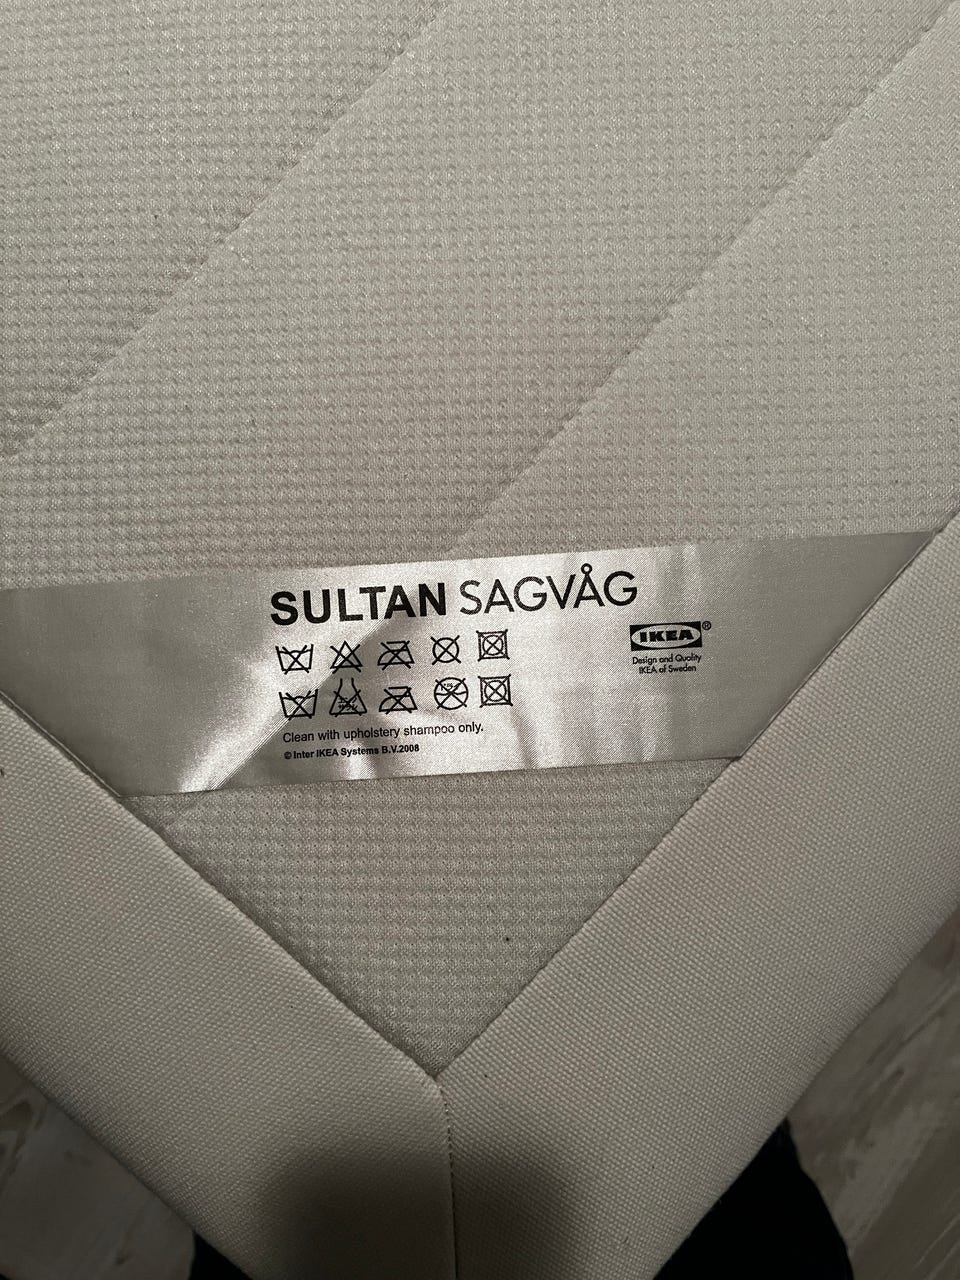 SULTAN SAGVÅG
IKEA®
Design and Quality
IKEA of Sweden
Clean with upholstery shampoo only.
© Inter IKEA Systems B.V.2008